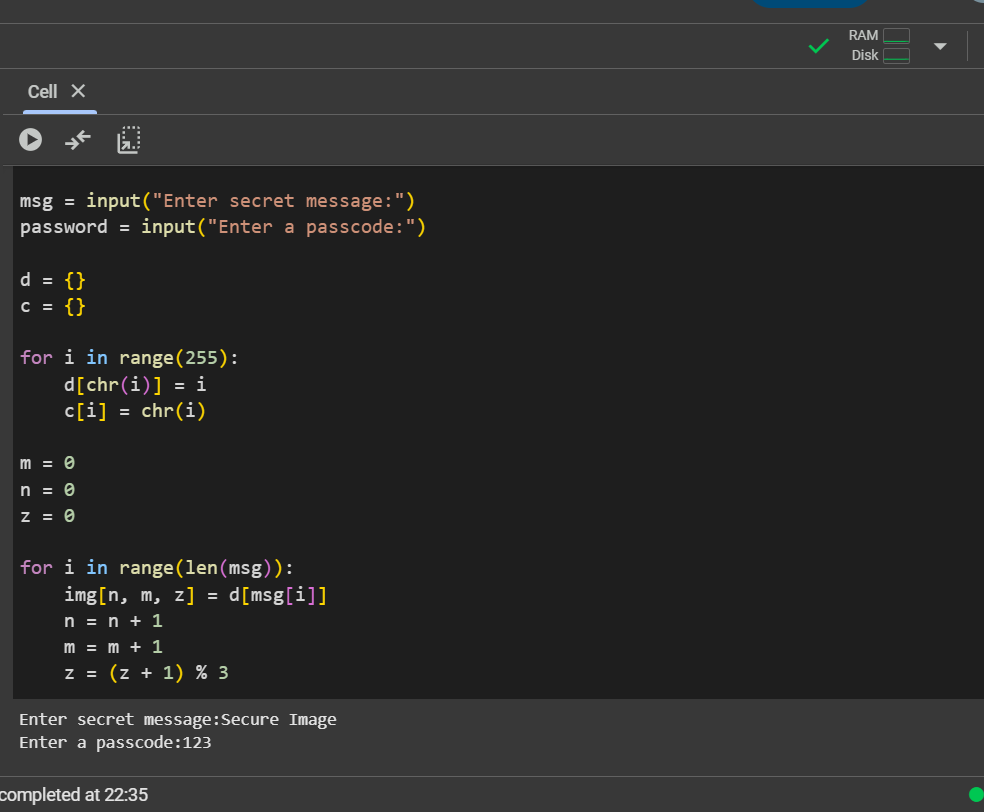 RAM
Disk
Cell
msg = input("Enter secret message:")
password = input("Enter a passcode:")
d = {}
c = {}
for i in range(255):
    d[chr(i)] = i
    c[i] = chr(i)
m = 0
n = 0
z = 0
for i in range(len(msg)):
    img[n, m, z] = d[msg[i]]
    n = n + 1
    m = m + 1
    z = (z + 1) % 3
Enter secret message:Secure Image
Enter a passcode:123
completed at 22:35